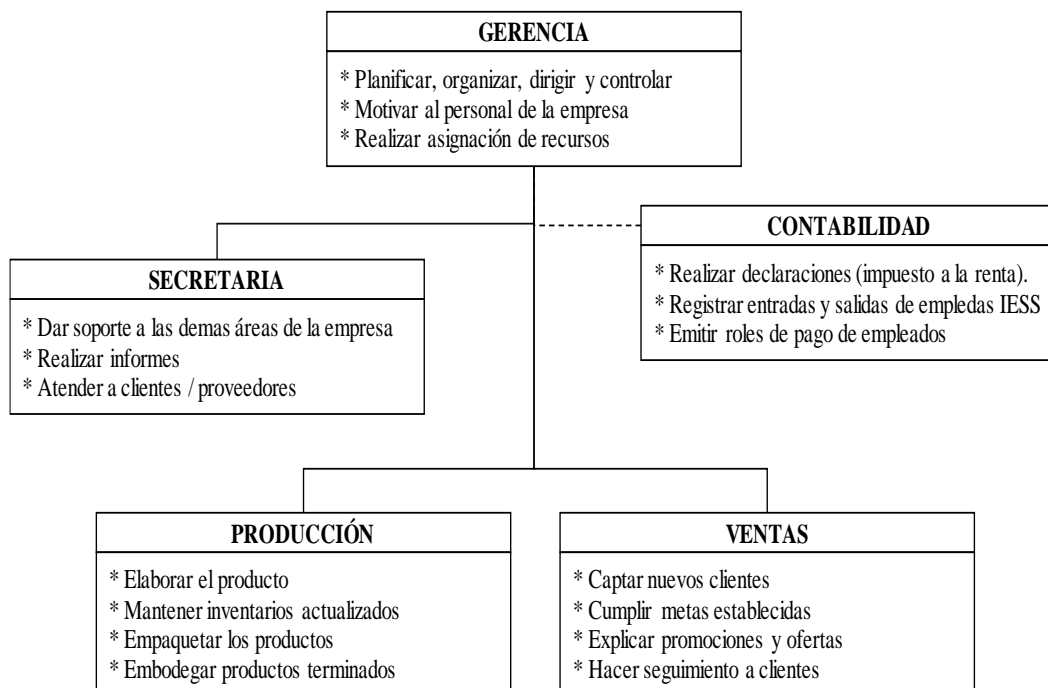 GERENCIA
* Planificar, organizar, dirigir y controlar
* Motivar al personal de la empresa
* Realizar asignación de recursos
CONTABILIDAD
* Realizar declaraciones (impuesto a la renta).
* Registrar entradas y salidas de empledas IESS
* Emitir roles de pago de empleados
SECRETARIA
* Dar soporte a las demas áreas de la empresa
* Realizar informes
* Atender a clientes / proveedores
PRODUCCIÓN
* Elaborar el producto
* Mantener inventarios actualizados
* Empaquetar los productos
* Embodegar productos terminados
VENTAS
* Captar nuevos clientes
* Cumplir metas establecidas
* Explicar promociones y ofertas
* Hacer seguimiento a clientes